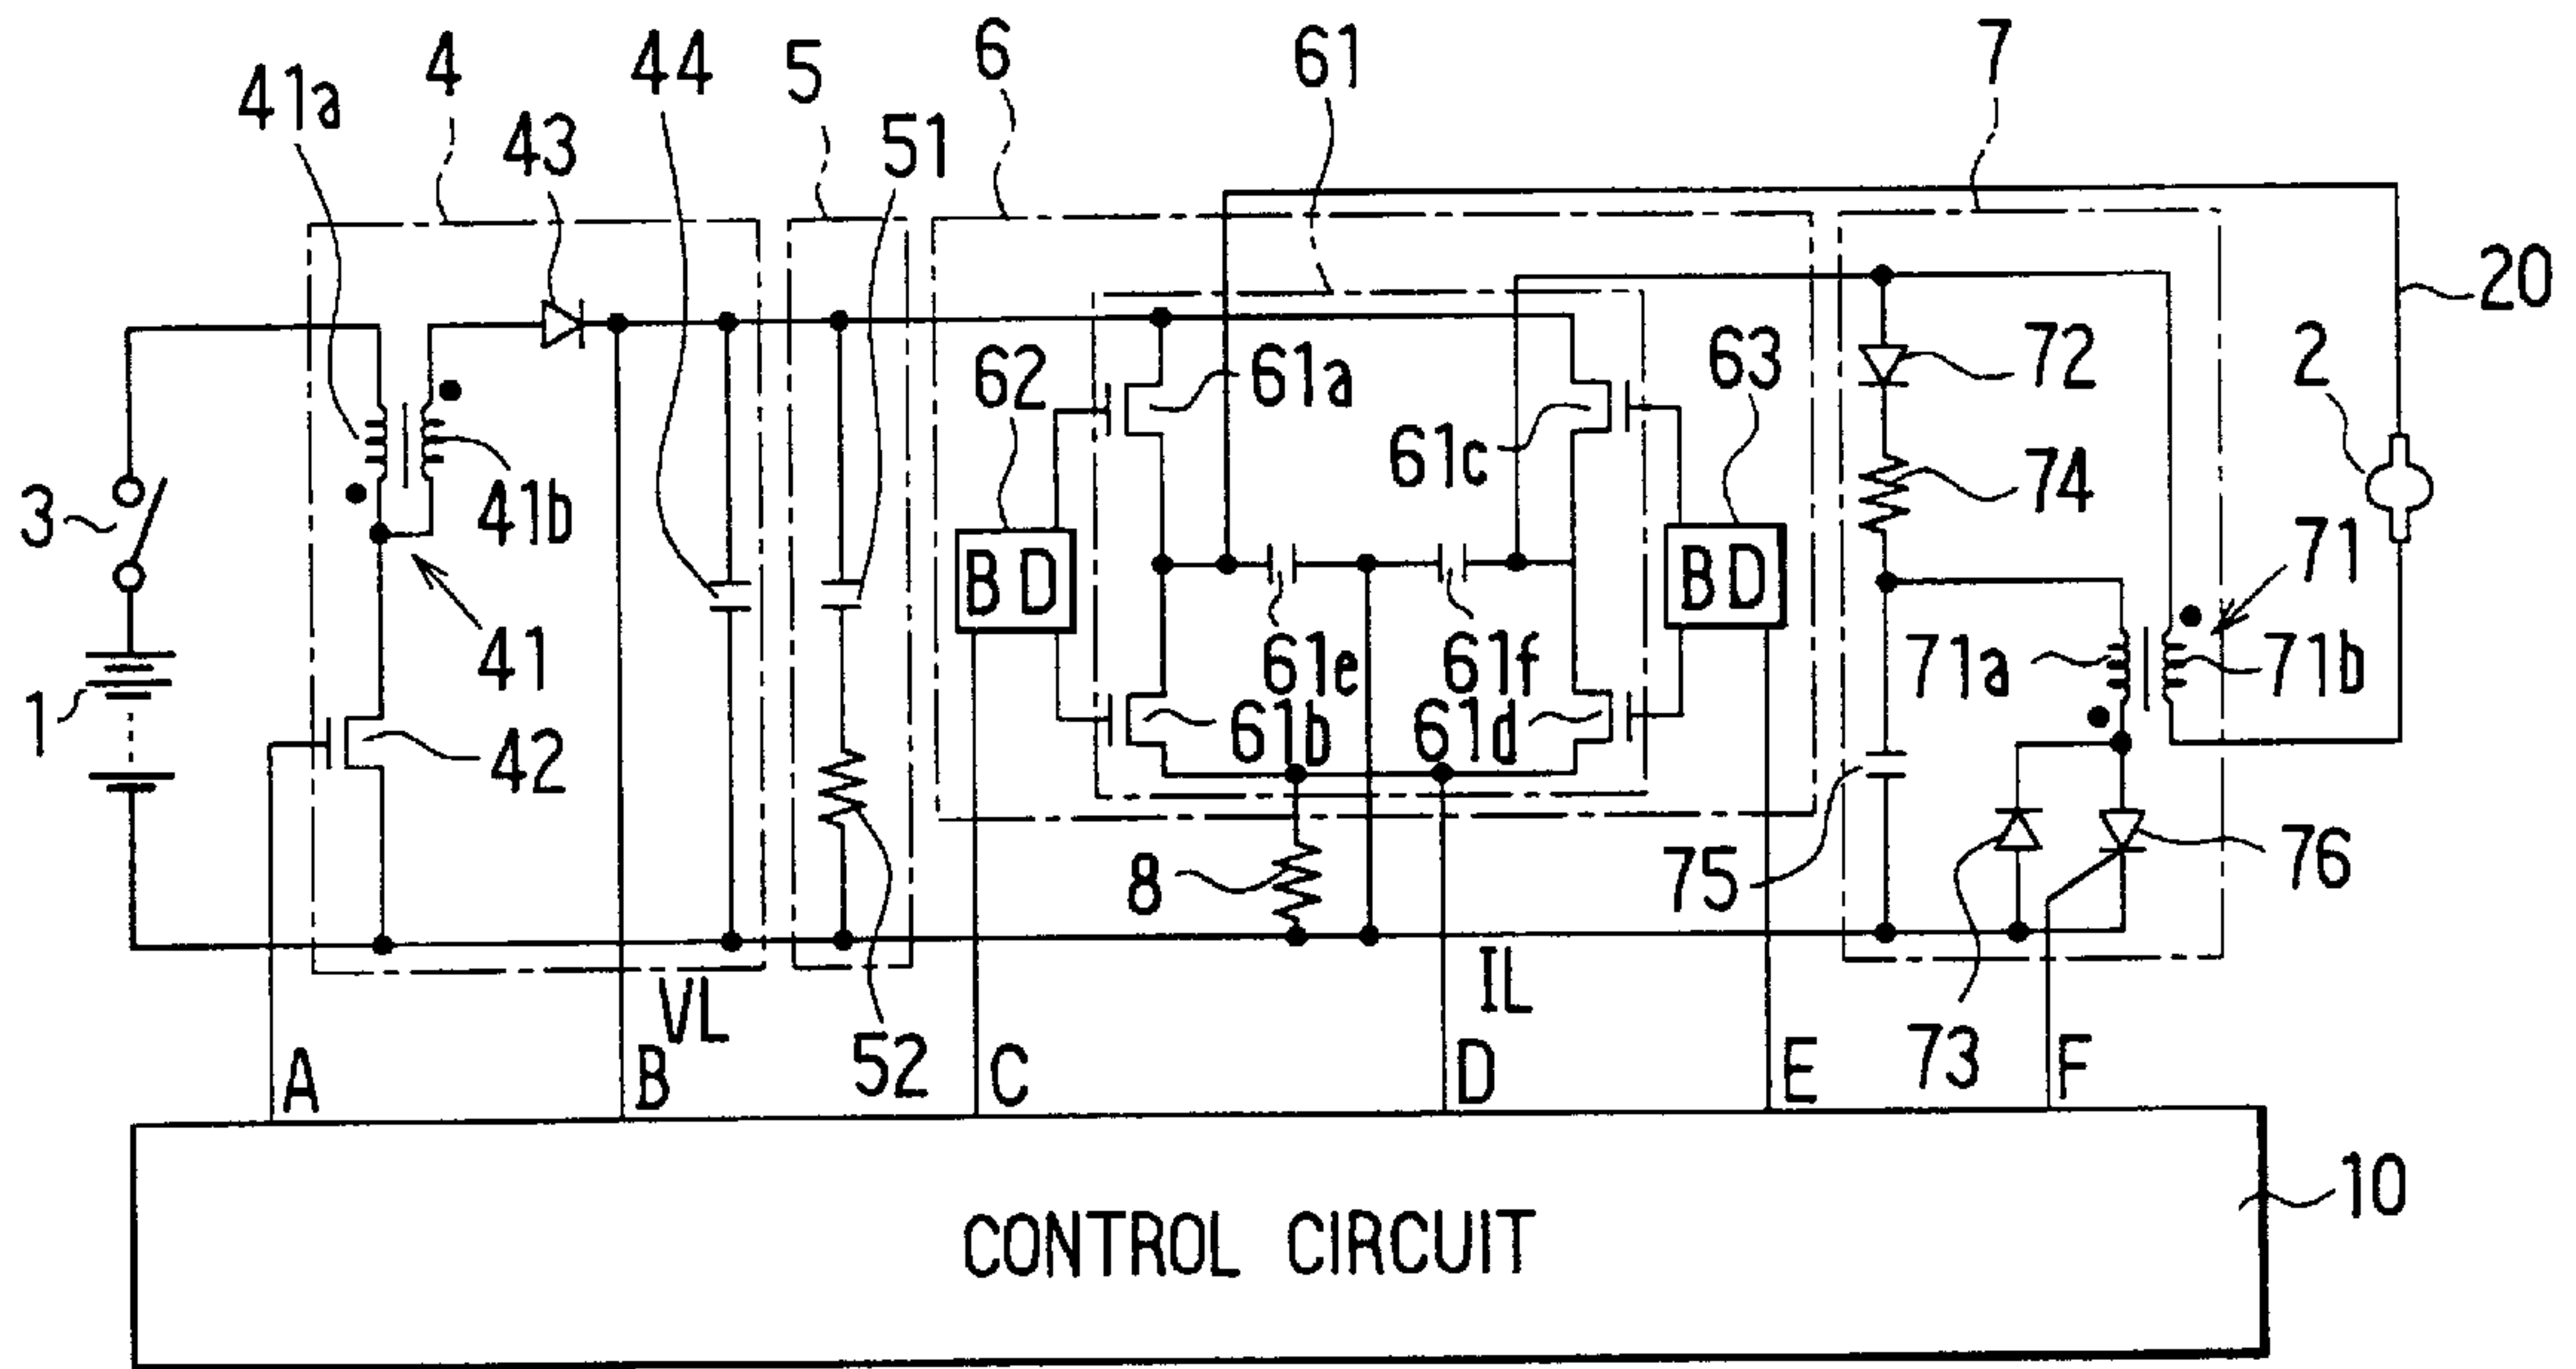 6
61
7
4
44
5
41a
43
51
20
62
61a
63
72
2
61c
74
3
41b
BD
BD
71
41
61e
61f
71a
71b
1
42
61b
61d
8
75
76
VL
IL
52
73
A
B
C
D
E
F
10
CONTROL CIRCUIT